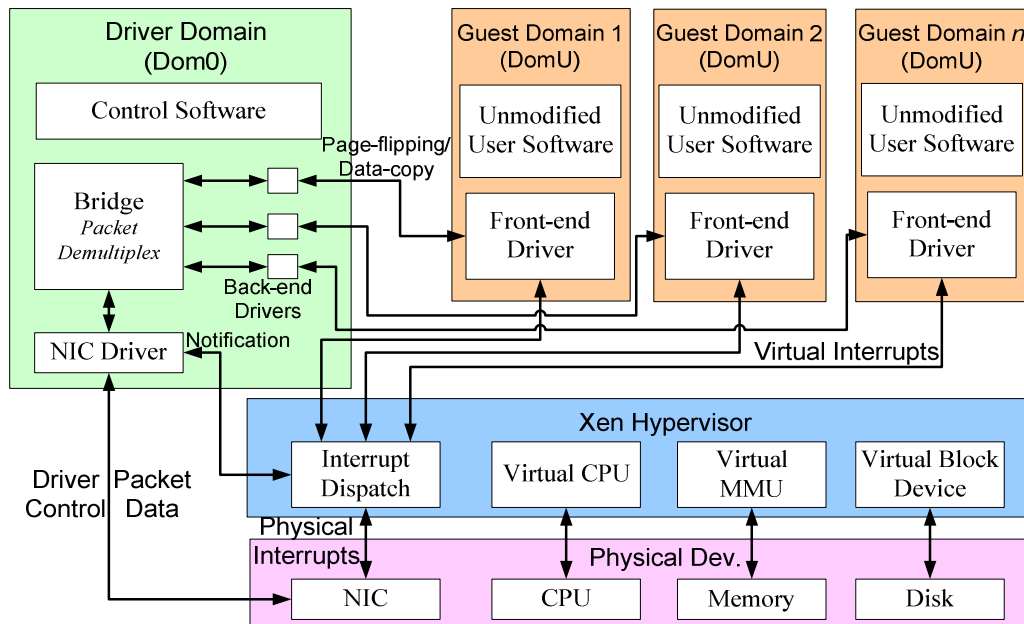 Driver Domain
(Dom0)
Control Software
Bridge
Packet
Demultiplex
Back-end
Drivers
NIC Driver
Notification
Page-flipping/
Data-copy
Guest Domain 1
(DomU)
Unmodified
User Software
Front-end
Driver
Guest Domain 2
(DomU)
Unmodified
User Software
Front-end
Driver
Guest Domain n
(DomU)
Unmodified
User Software
Front-end
Driver
Virtual Interrupts
Xen Hypervisor
Interrupt
Dispatch
Virtual CPU
Virtual
MMU
Virtual Block
Device
Driver
Control
Packet
Data
Physical
Interrupts
Physical Dev.
NIC
CPU
Memory
Disk